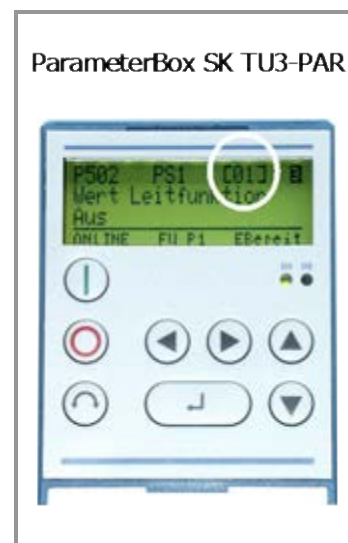 ParameterBox SK TU3-PAR
P502 PS1 [01]
Wert Leitfunktion
Aus
ONLINE FU P1 EBereit